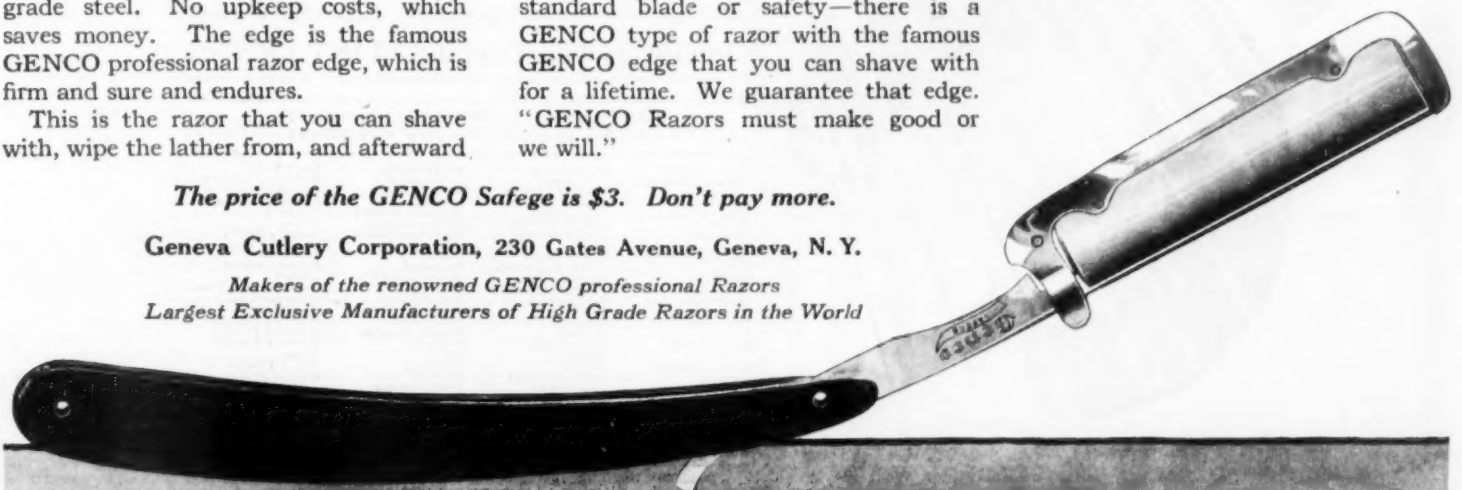 grade steel. No upkeep costs, which
saves money. The edge is the famous
GENCO professional razor edge, which is
firm and sure and endures.
This is the razor that you can shave
with, wipe the lather from, and afterward
standard blade or safety—there is a
GENCO type of razor with the famous
GENCO edge that you can shave with
for a lifetime. We guarantee that edge.
"GENCO Razors must make good or
we will."
The price of the GENCO Safege is $3. Don't pay more.
Geneva Cutlery Corporation, 230 Gates Avenue, Geneva, N. Y.
Makers of the renowned GENCO professional Razors
Largest Exclusive Manufacturers of High Grade Razors in the World